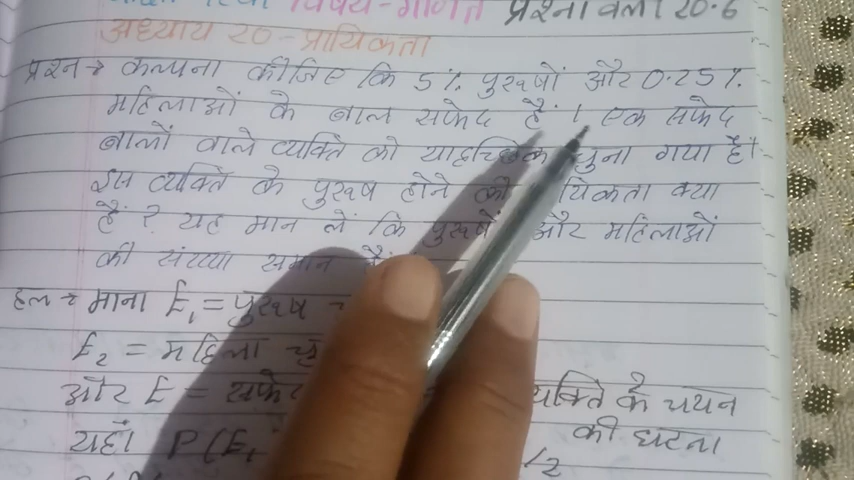 विषय-गणित प्रश्नावली 20.6
अध्याय 20-प्रायिकता
प्रश्न→ कल्पना कीजिए कि 5%. पुरुषों और 0.25%.
महिलाओं के बाल सफेद हैं। एक सफेद
बालों वाले व्यक्ति को यादृच्छिक चुना गया है।
इस व्यक्ति के पुरुष होने की क्या
है? यह मान लें कि पुरुषों और महिलाओं
की संख्या समान
हल→ माना E₁ = पुरुष
E₂ = महिला
और E = व्यक्ति के चयन
की घटना
यहाँ P(E₁ 1/2